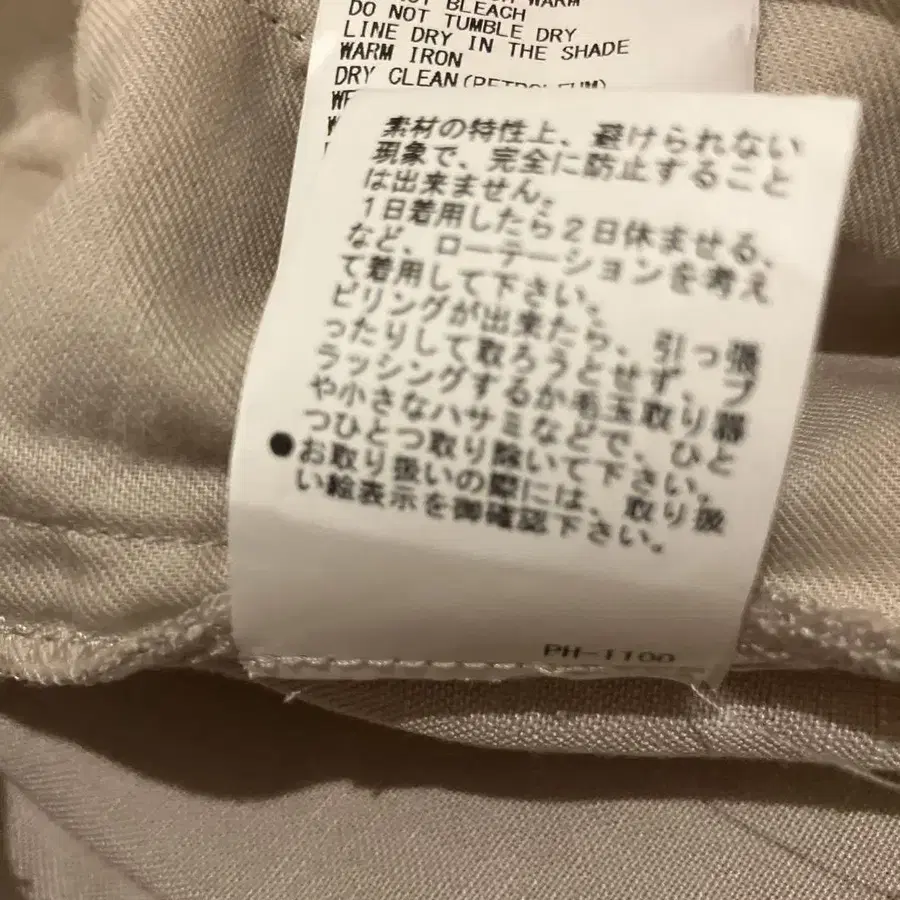 BLEACH
DO NOT TUMBLE DRY
LINE DRY IN THE SHADE
WARM IRON
DRY CLEAN(PETROLEUM)
素材の特性上、避けられない
現象で、完全に防止すること
は出来ません。
1日着用したら2日休ませる、
など、ローテーションを考え
て着用して下さい。
ピリングが出来たら、引っ張
ったりして取ろうとせず、ブ
ラッシングするか毛玉取り器
や小さなハサミなどで、ひと
つひとつ取り除いて下さい。
●お取り扱いの際には、取り扱
い絵表示を御確認下さい。
PH-1100